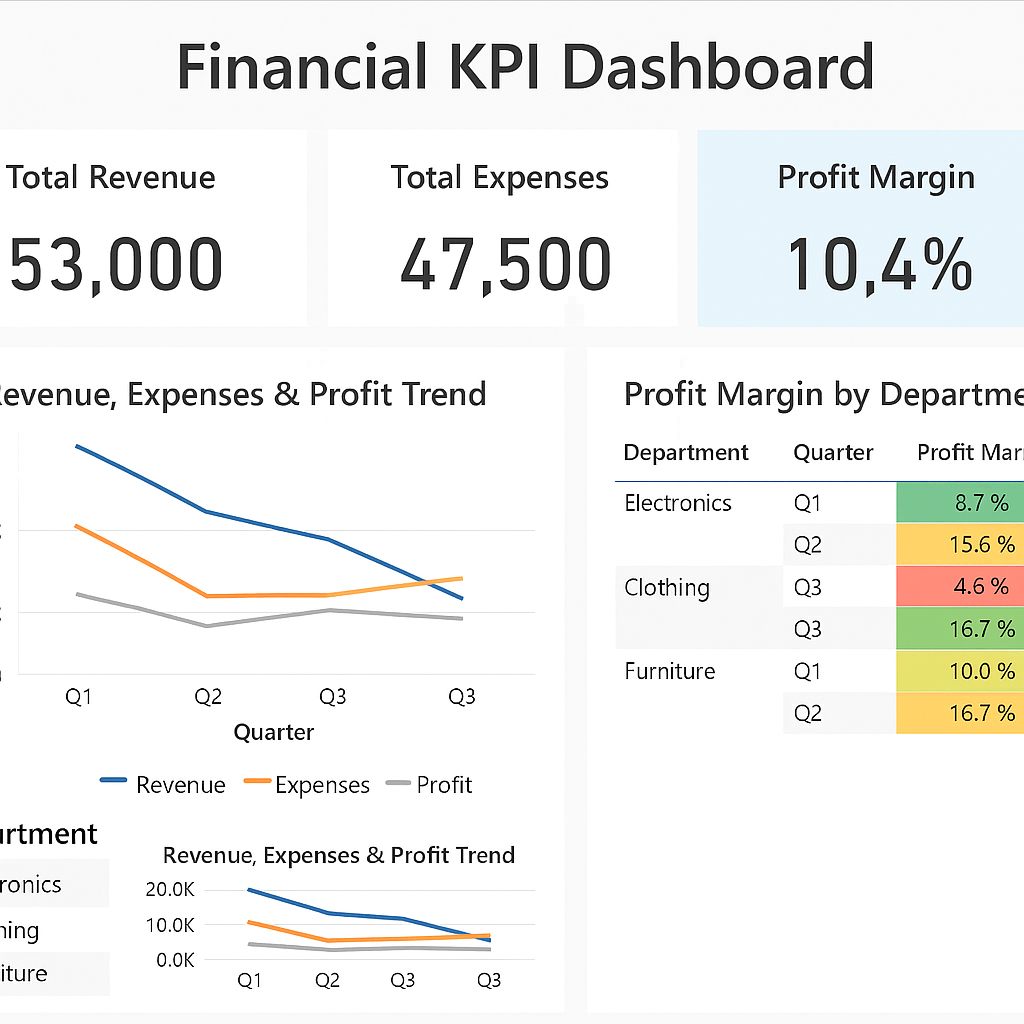 Financial KPI Dashboard
Total Revenue
53,000
Total Expenses
47,500
Profit Margin
10,4%
Revenue, Expenses & Profit Trend
Q1 Q2 Q3 Q3
Quarter
Revenue Expenses Profit
Profit Margin by Departme
Department Quarter Profit Mar
Electronics Q1 8.7 %
Q2 15.6 %
Clothing Q3 4.6 %
Q3 16.7 %
Furniture Q1 10.0 %
Q2 16.7 %
artment
ronics
ning
iture
Revenue, Expenses & Profit Trend
20.0K
10.0K
0.0K
Q1 Q2 Q3 Q3